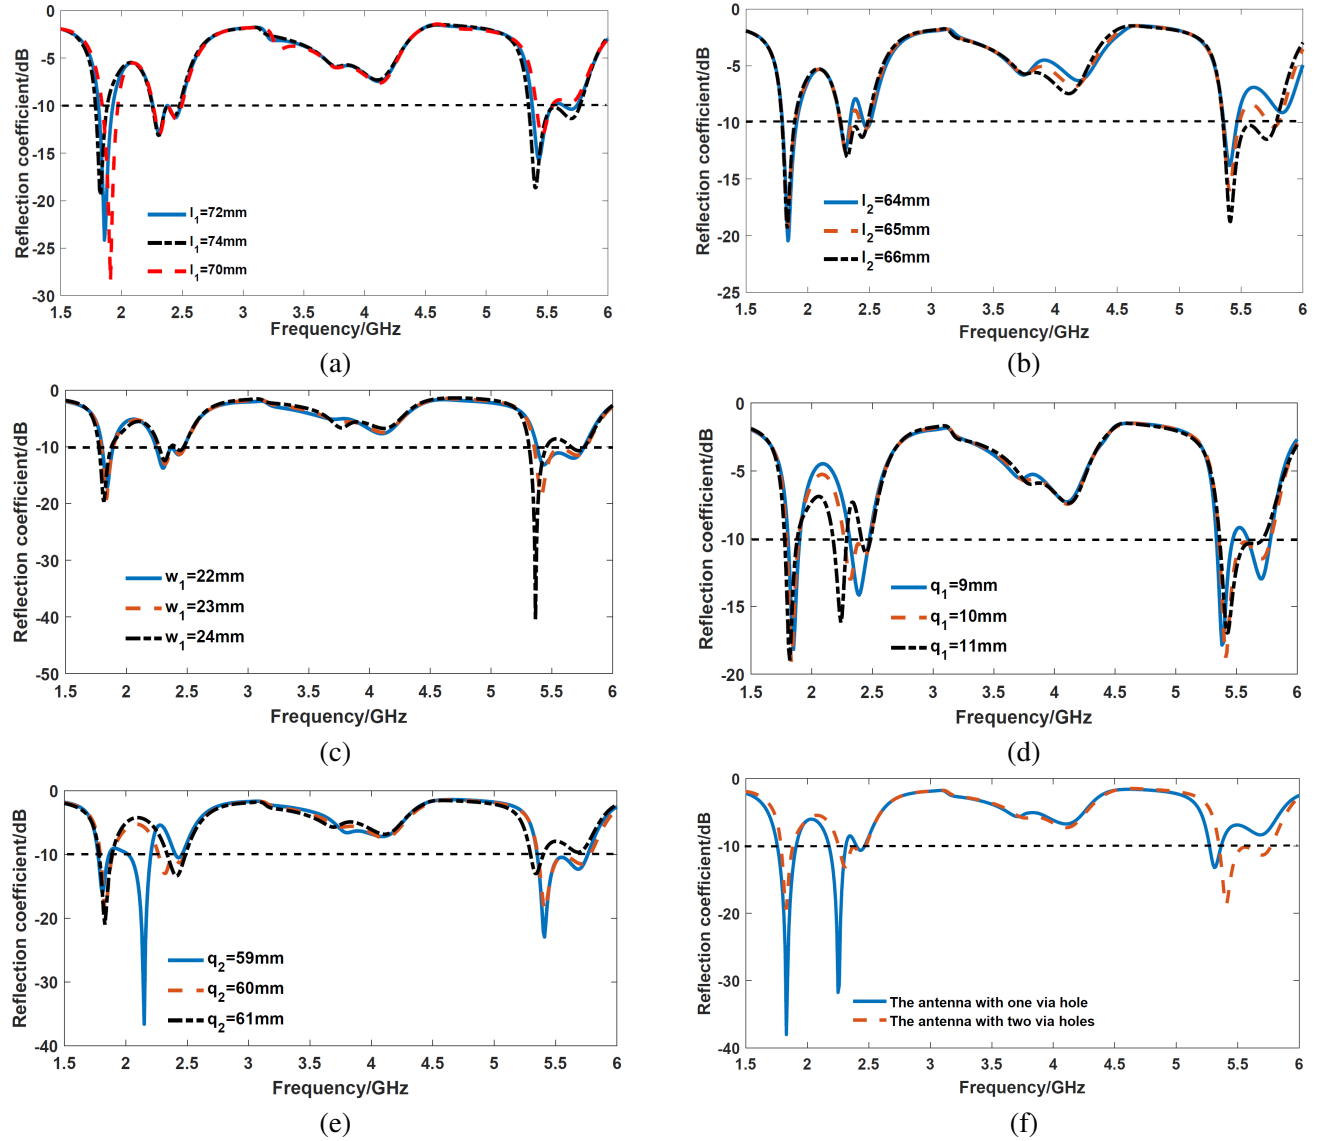 0
-5
-10
-15
-20
-25
-30
Reflection coefficient/dB
l1=72mm
l1=74mm
l1=70mm
1.5 2 2.5 3 3.5 4 4.5 5 5.5 6
Frequency/GHz
(a)
0
-5
-10
-15
-20
-25
Reflection coefficient/dB
l2=64mm
l2=65mm
l2=66mm
1.5 2 2.5 3 3.5 4 4.5 5 5.5 6
Frequency/GHz
(b)
0
-10
-20
-30
-40
-50
Reflection coefficient/dB
w1=22mm
w1=23mm
w1=24mm
1.5 2 2.5 3 3.5 4 4.5 5 5.5 6
Frequency/GHz
(c)
0
-5
-10
-15
-20
Reflection coefficient/dB
q1=9mm
q1=10mm
q1=11mm
1.5 2 2.5 3 3.5 4 4.5 5 5.5 6
Frequency/GHz
(d)
0
-10
-20
-30
-40
Reflection coefficient/dB
q2=59mm
q2=60mm
q2=61mm
1.5 2 2.5 3 3.5 4 4.5 5 5.5 6
Frequency/GHz
(e)
0
-10
-20
-30
-40
Reflection coefficient/dB
The antenna with one via hole
The antenna with two via holes
1.5 2 2.5 3 3.5 4 4.5 5 5.5 6
Frequency/GHz
(f)